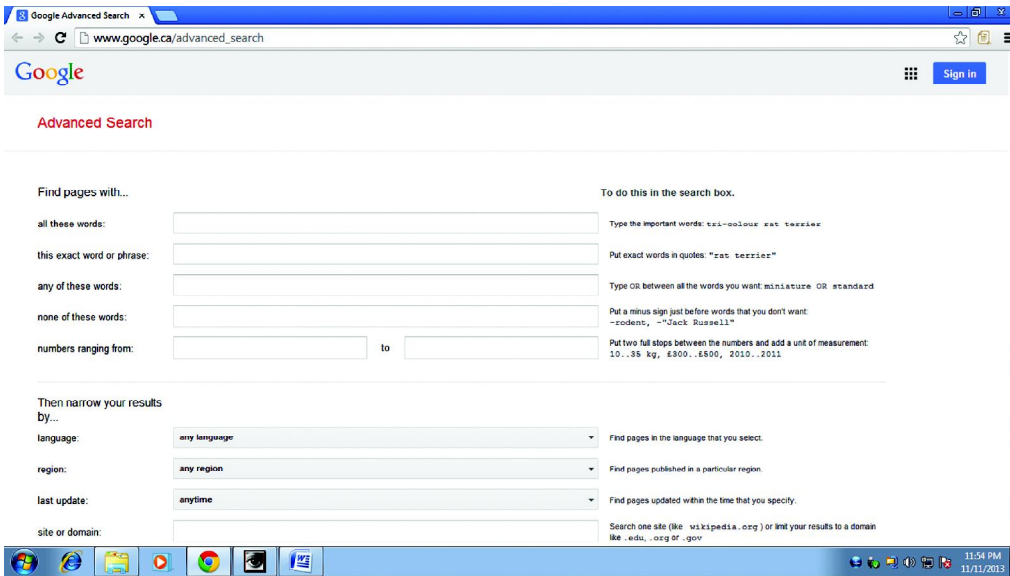 Google Advanced Search
www.google.ca/advanced_search
Google
Sign in
Advanced Search
Find pages with...
To do this in the search box.
all these words:
Type the important words: tri-colour rat terrier
this exact word or phrase:
Put exact words in quotes: "rat terrier"
any of these words:
Type OR between all the words you want: miniature OR standard
none of these words:
Put a minus sign just before words that you don't want:
-rodent, -"Jack Russell"
numbers ranging from:
to
Put two full stops between the numbers and add a unit of measurement:
10..35 kg, £300..£500, 2010..2011
Then narrow your results
by...
language:
any language
Find pages in the language that you select.
region:
any region
Find pages published in a particular region.
last update:
anytime
Find pages updated within the time that you specify.
site or domain:
Search one site (like wikipedia.org ) or limit your results to a domain
like .edu, .org or .gov
11:54 PM
11/11/2013